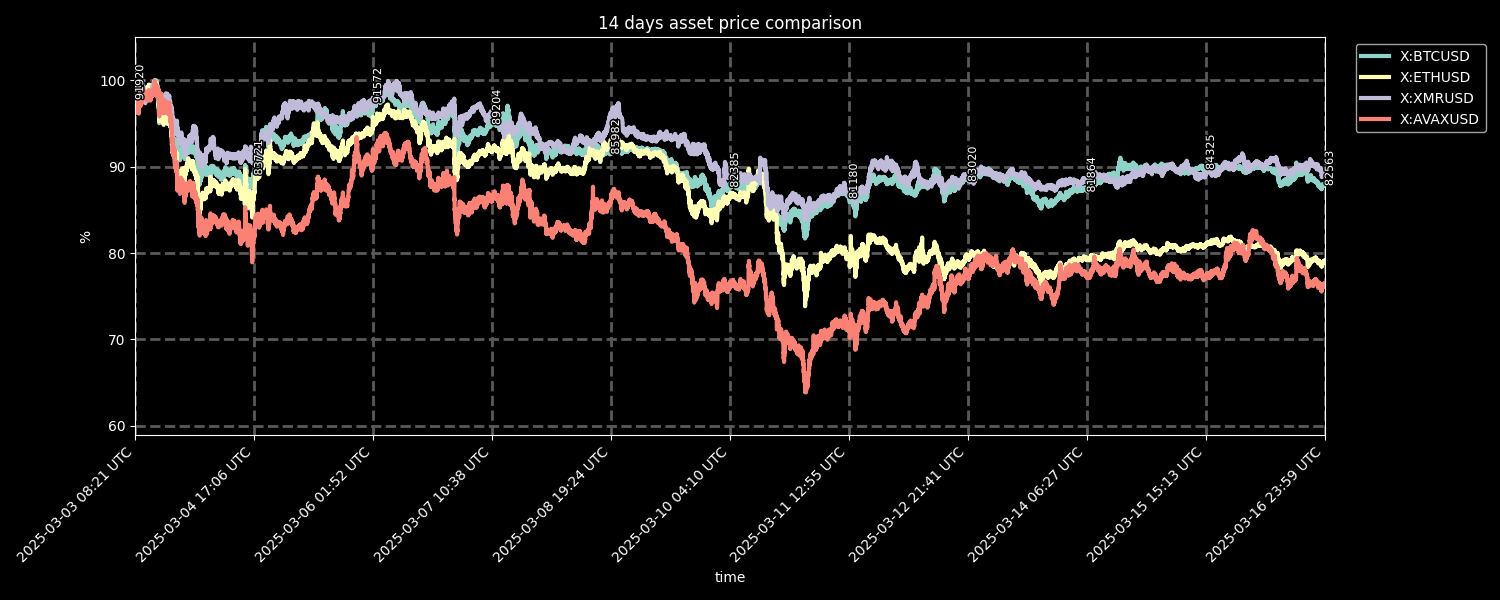 14 days asset price comparison
X:BTCUSD
X:ETHUSD
X:XMRUSD
X:AVAXUSD
100
90
80
70
60
%
91920
83721
91572
89204
85982
82385
81180
83020
81864
84325
82563
2025-03-03 08:21 UTC
2025-03-04 17:06 UTC
2025-03-06 01:52 UTC
2025-03-07 10:38 UTC
2025-03-08 19:24 UTC
2025-03-10 04:10 UTC
2025-03-11 12:55 UTC
2025-03-12 21:41 UTC
2025-03-14 06:27 UTC
2025-03-15 15:13 UTC
2025-03-16 23:59 UTC
time